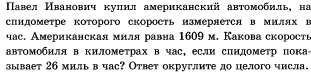 Павел Иванович купил американский автомобиль, на
спидометре которого скорость измеряется в милях в
час. Американская миля равна 1609 м. Какова скорость
автомобиля в километрах в час, если спидометр пока-
зывает 26 миль в час? Ответ округлите до целого числа.